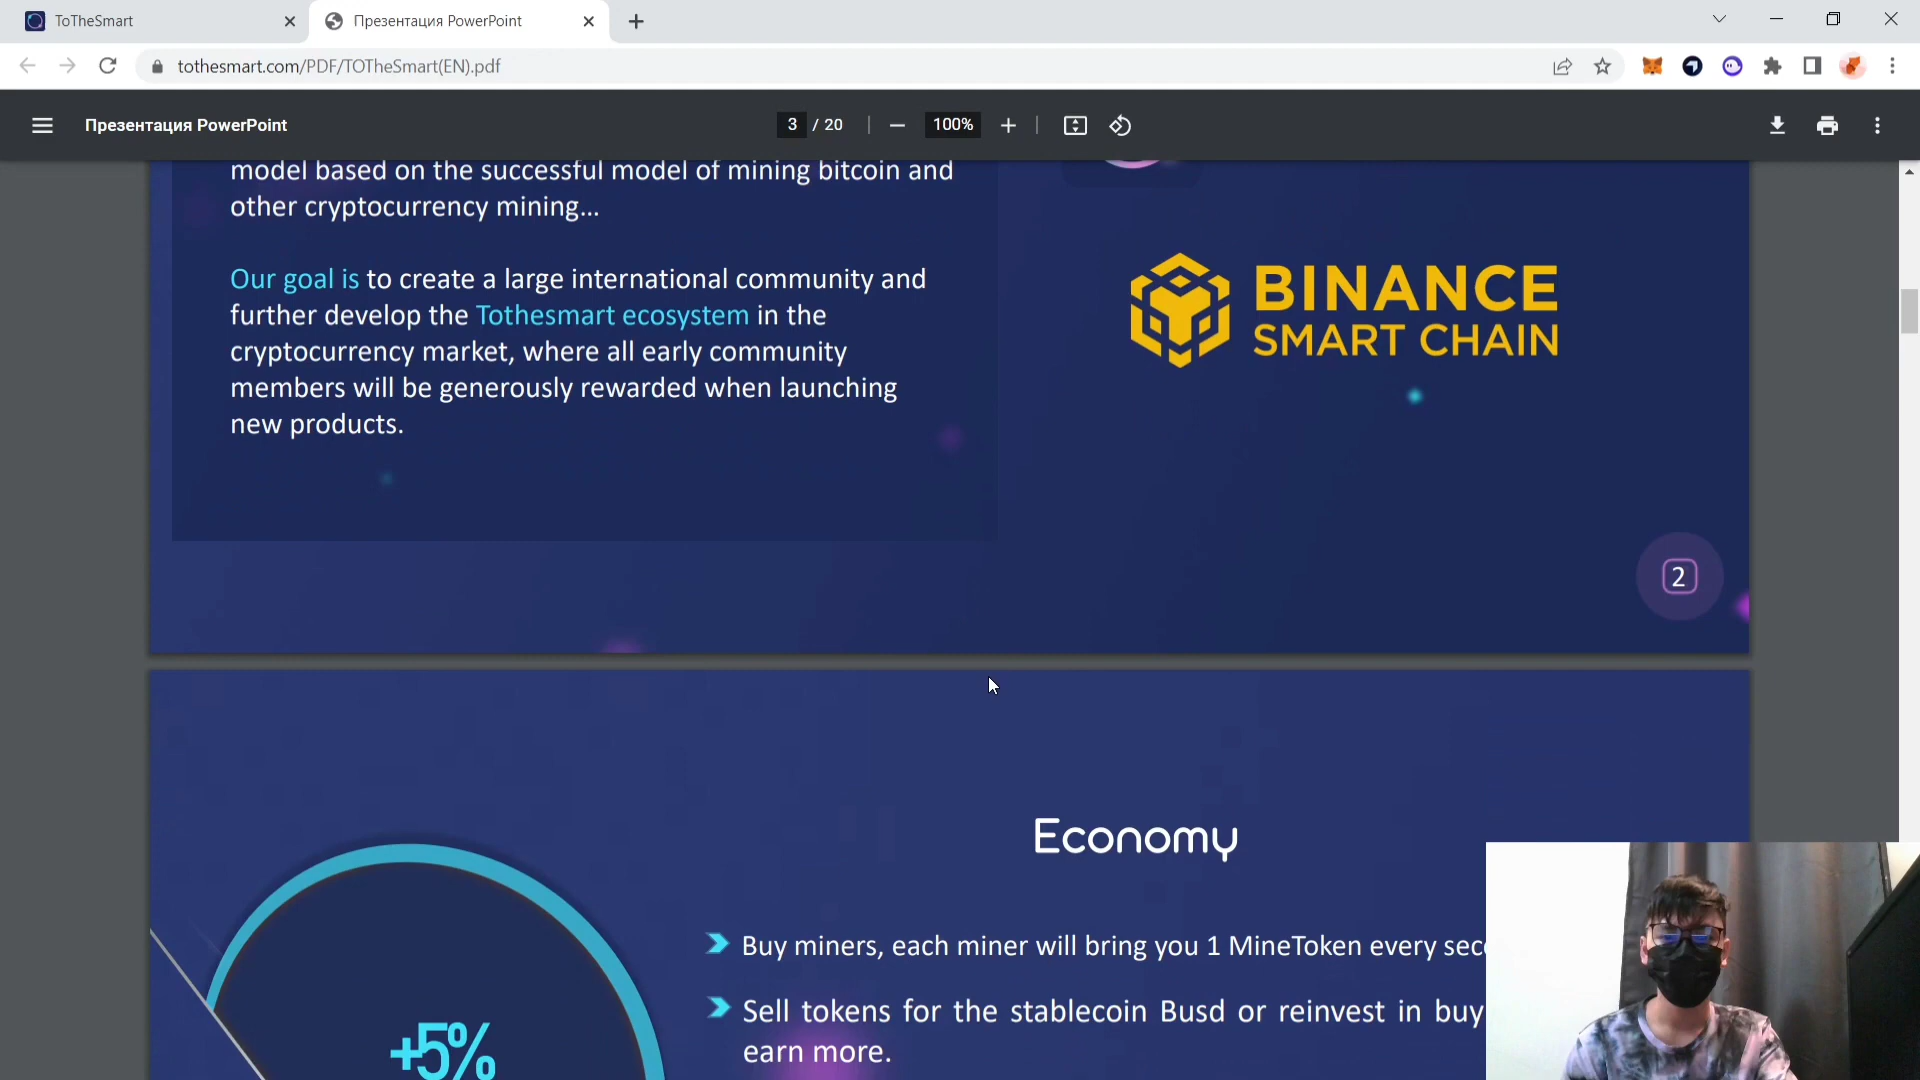 ToTheSmart
Презентация PowerPoint
tothesmart.com/PDF/TOTheSmart(EN).pdf
Презентация PowerPoint
3 / 20
100%
model based on the successful model of mining bitcoin and
other cryptocurrency mining...
Our goal is to create a large international community and
further develop the Tothesmart ecosystem in the
cryptocurrency market, where all early community
members will be generously rewarded when launching
new products.
BINANCE
SMART CHAIN
2
Economy
Buy miners, each miner will bring you 1 MineToken every
Sell tokens for the stablecoin Busd or reinvest in buy
earn more.
+5%